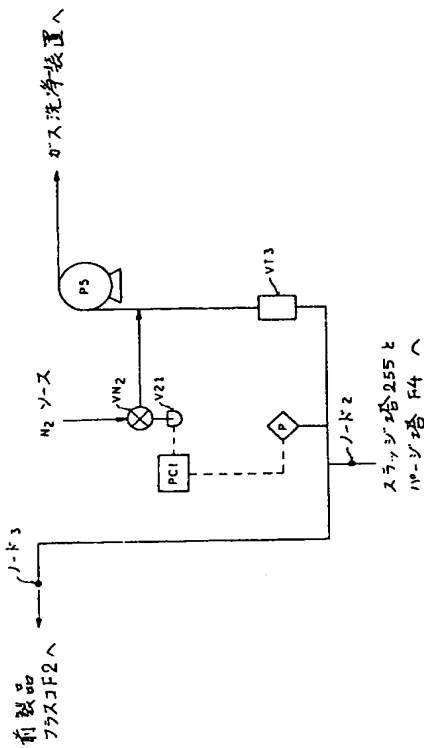 ガス洗浄装置へ
P5
VT3
N₂ ソース
VN₂
V21
PC1
P
ノード2
スラッジ塔255と
パージ塔 F4 へ
ノード3
前製品
フラスコF2へ